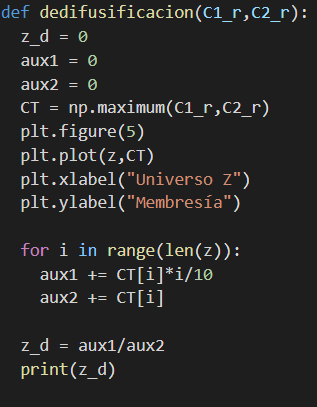 def dedifusificacion(C1_r,C2_r):
  z_d = 0
  aux1 = 0
  aux2 = 0
  CT = np.maximum(C1_r,C2_r)
  plt.figure(5)
  plt.plot(z,CT)
  plt.xlabel("Universo Z")
  plt.ylabel("Membresía")

  for i in range(len(z)):
    aux1 += CT[i]*i/10
    aux2 += CT[i]

  z_d = aux1/aux2
  print(z_d)